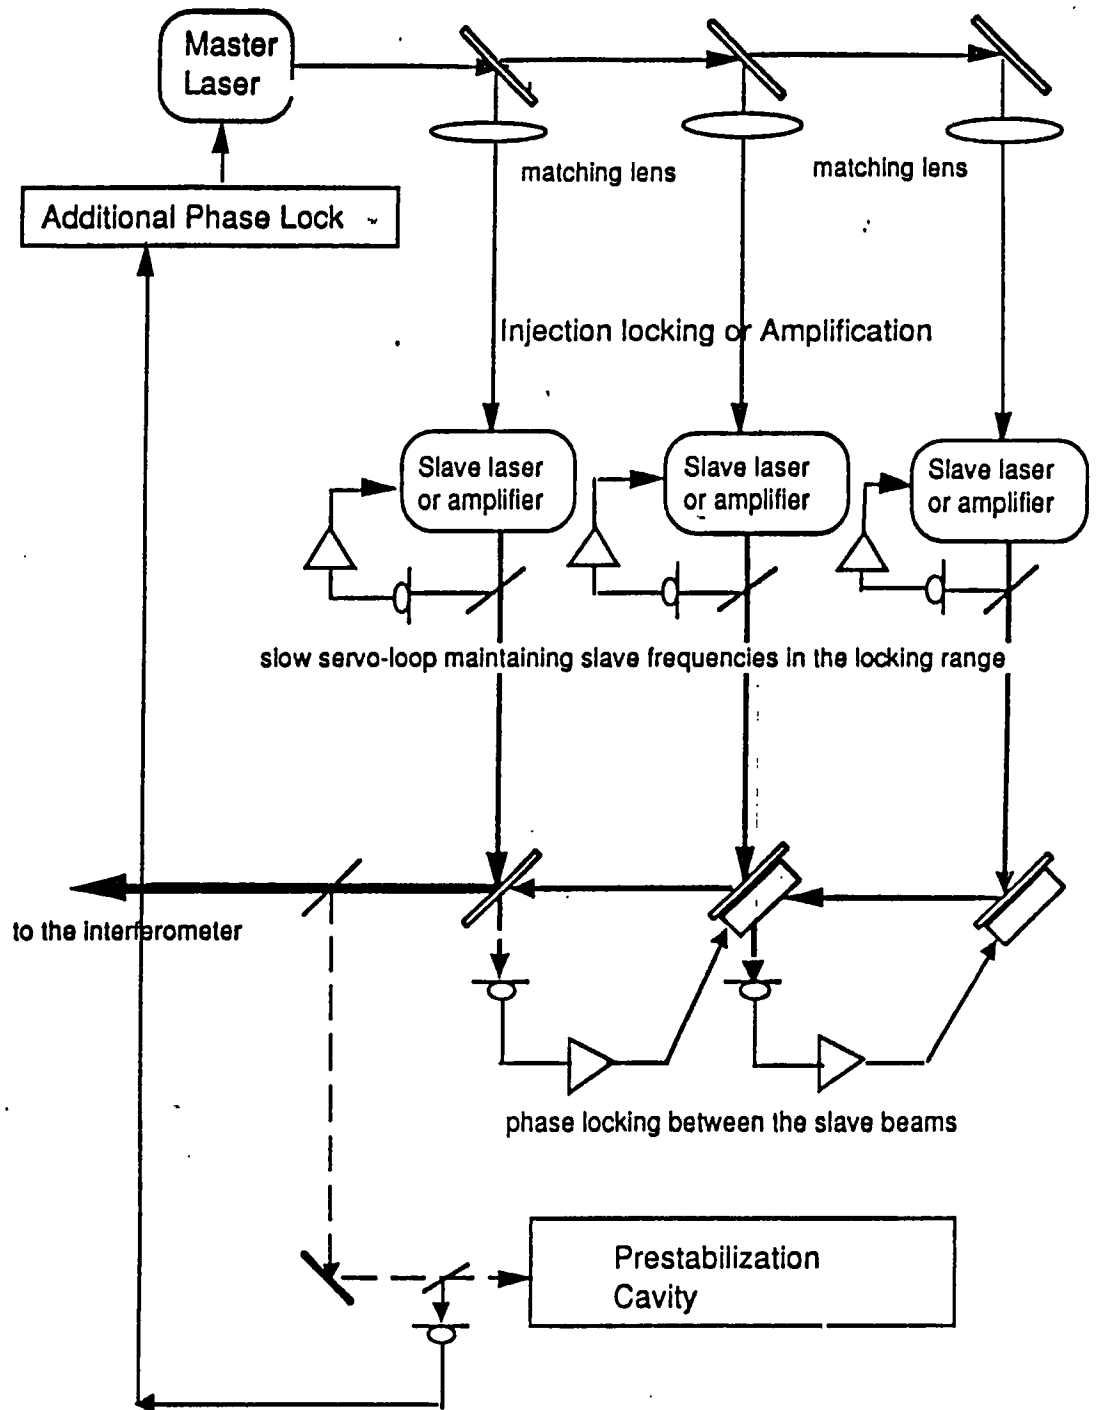 Master
Laser
matching lens
matching lens
Additional Phase Lock
Injection locking or Amplification
Slave laser
or amplifier
Slave laser
or amplifier
Slave laser
or amplifier
slow servo-loop maintaining slave frequencies in the locking range
to the interferometer
phase locking between the slave beams
Prestabilization
Cavity